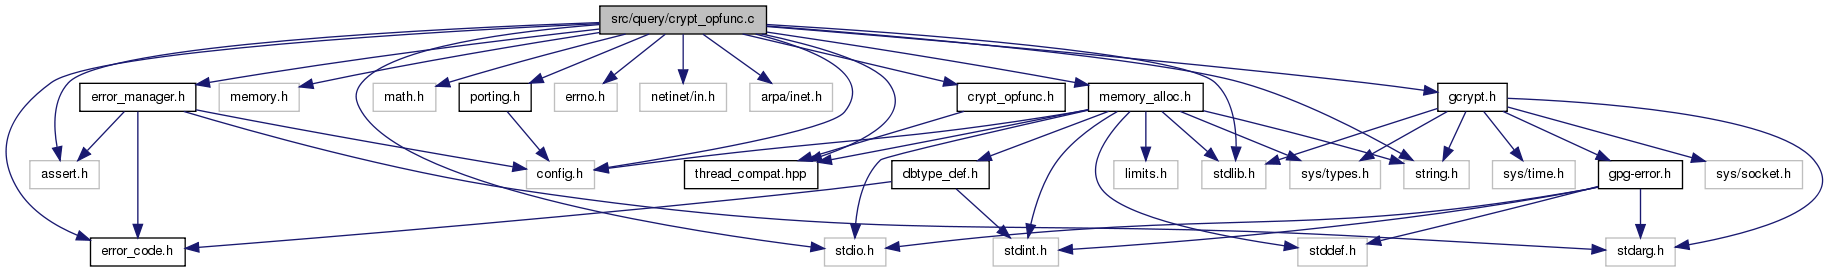 src/query/crypt_opfunc.c
error_manager.h
memory.h
math.h
porting.h
errno.h
netinet/in.h
arpa/inet.h
crypt_opfunc.h
memory_alloc.h
gcrypt.h
assert.h
config.h
thread_compat.hpp
dbtype_def.h
limits.h
stdlib.h
sys/types.h
string.h
sys/time.h
gpg-error.h
sys/socket.h
error_code.h
stdio.h
stdint.h
stddef.h
stdarg.h